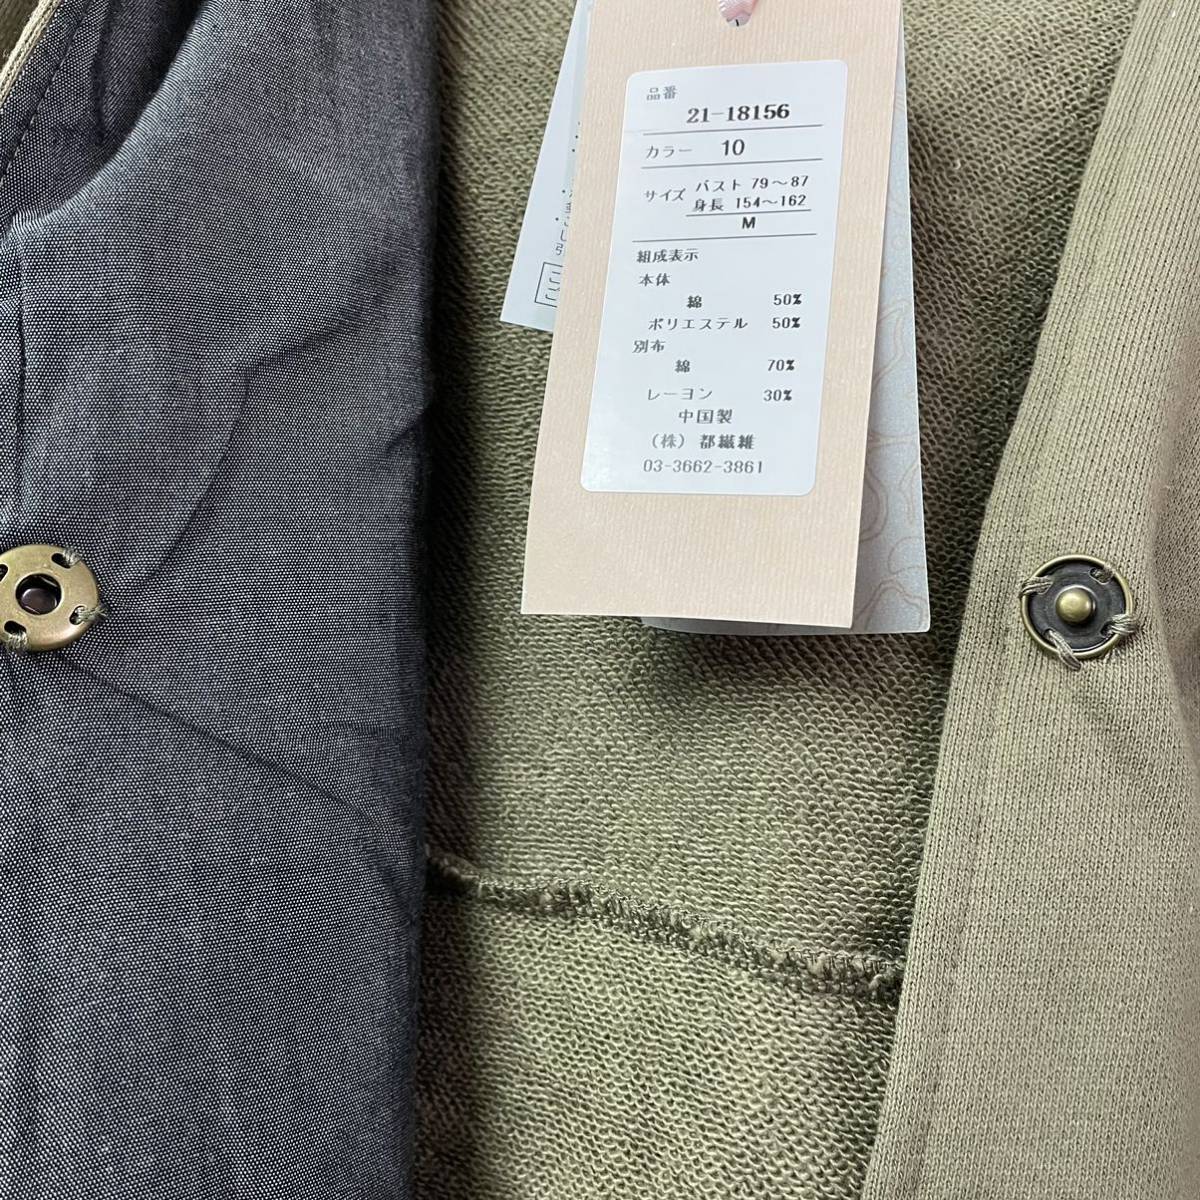 品番
21-18156
カラー 10
サイズ バスト 79～87
身長 154～162
M
組成表示
本体
綿 50%
ポリエステル 50%
別布
綿 70%
レーヨン 30%
中国製
(株) 都繊維
03-3662-3861